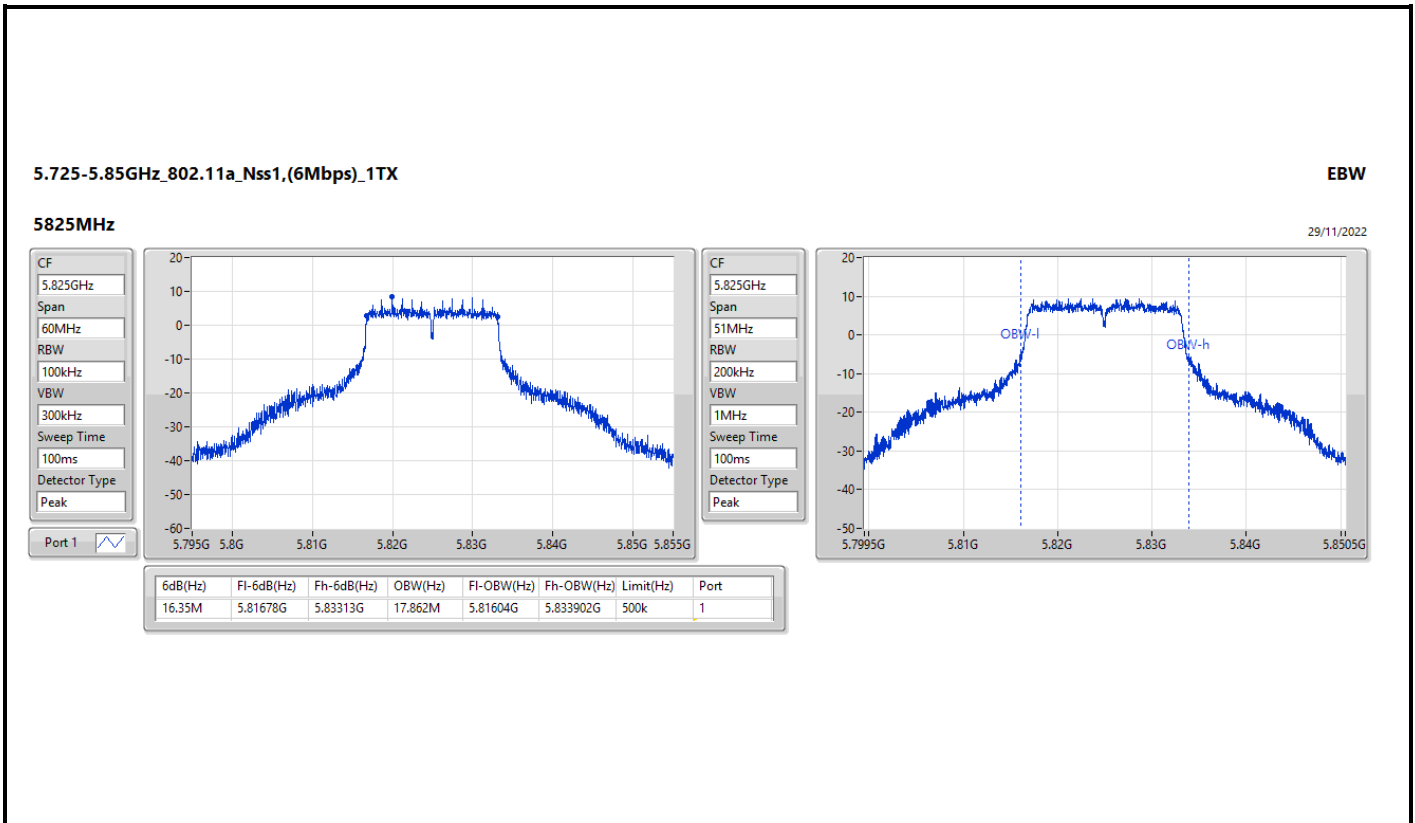 5.725-5.85GHz_802.11a_Nss1,(6Mbps)_1TX
EBW
5825MHz
29/11/2022
CF
5.825GHz
Span
60MHz
RBW
100kHz
VBW
300kHz
Sweep Time
100ms
Detector Type
Peak
Port 1
20
10
0
-10
-20
-30
-40
-50
-60
5.795G 5.8G 5.81G 5.82G 5.83G 5.84G 5.85G 5.855G
CF
5.825GHz
Span
51MHz
RBW
200kHz
VBW
1MHz
Sweep Time
100ms
Detector Type
Peak
20
10
0
-10
-20
-30
-40
-50
OBW-l
OBW-h
5.7995G 5.81G 5.82G 5.83G 5.84G 5.8505G
6dB(Hz) Fl-6dB(Hz) Fh-6dB(Hz) OBW(Hz) Fl-OBW(Hz) Fh-OBW(Hz) Limit(Hz) Port
16.35M 5.81678G 5.83313G 17.862M 5.81604G 5.833902G 500k 1